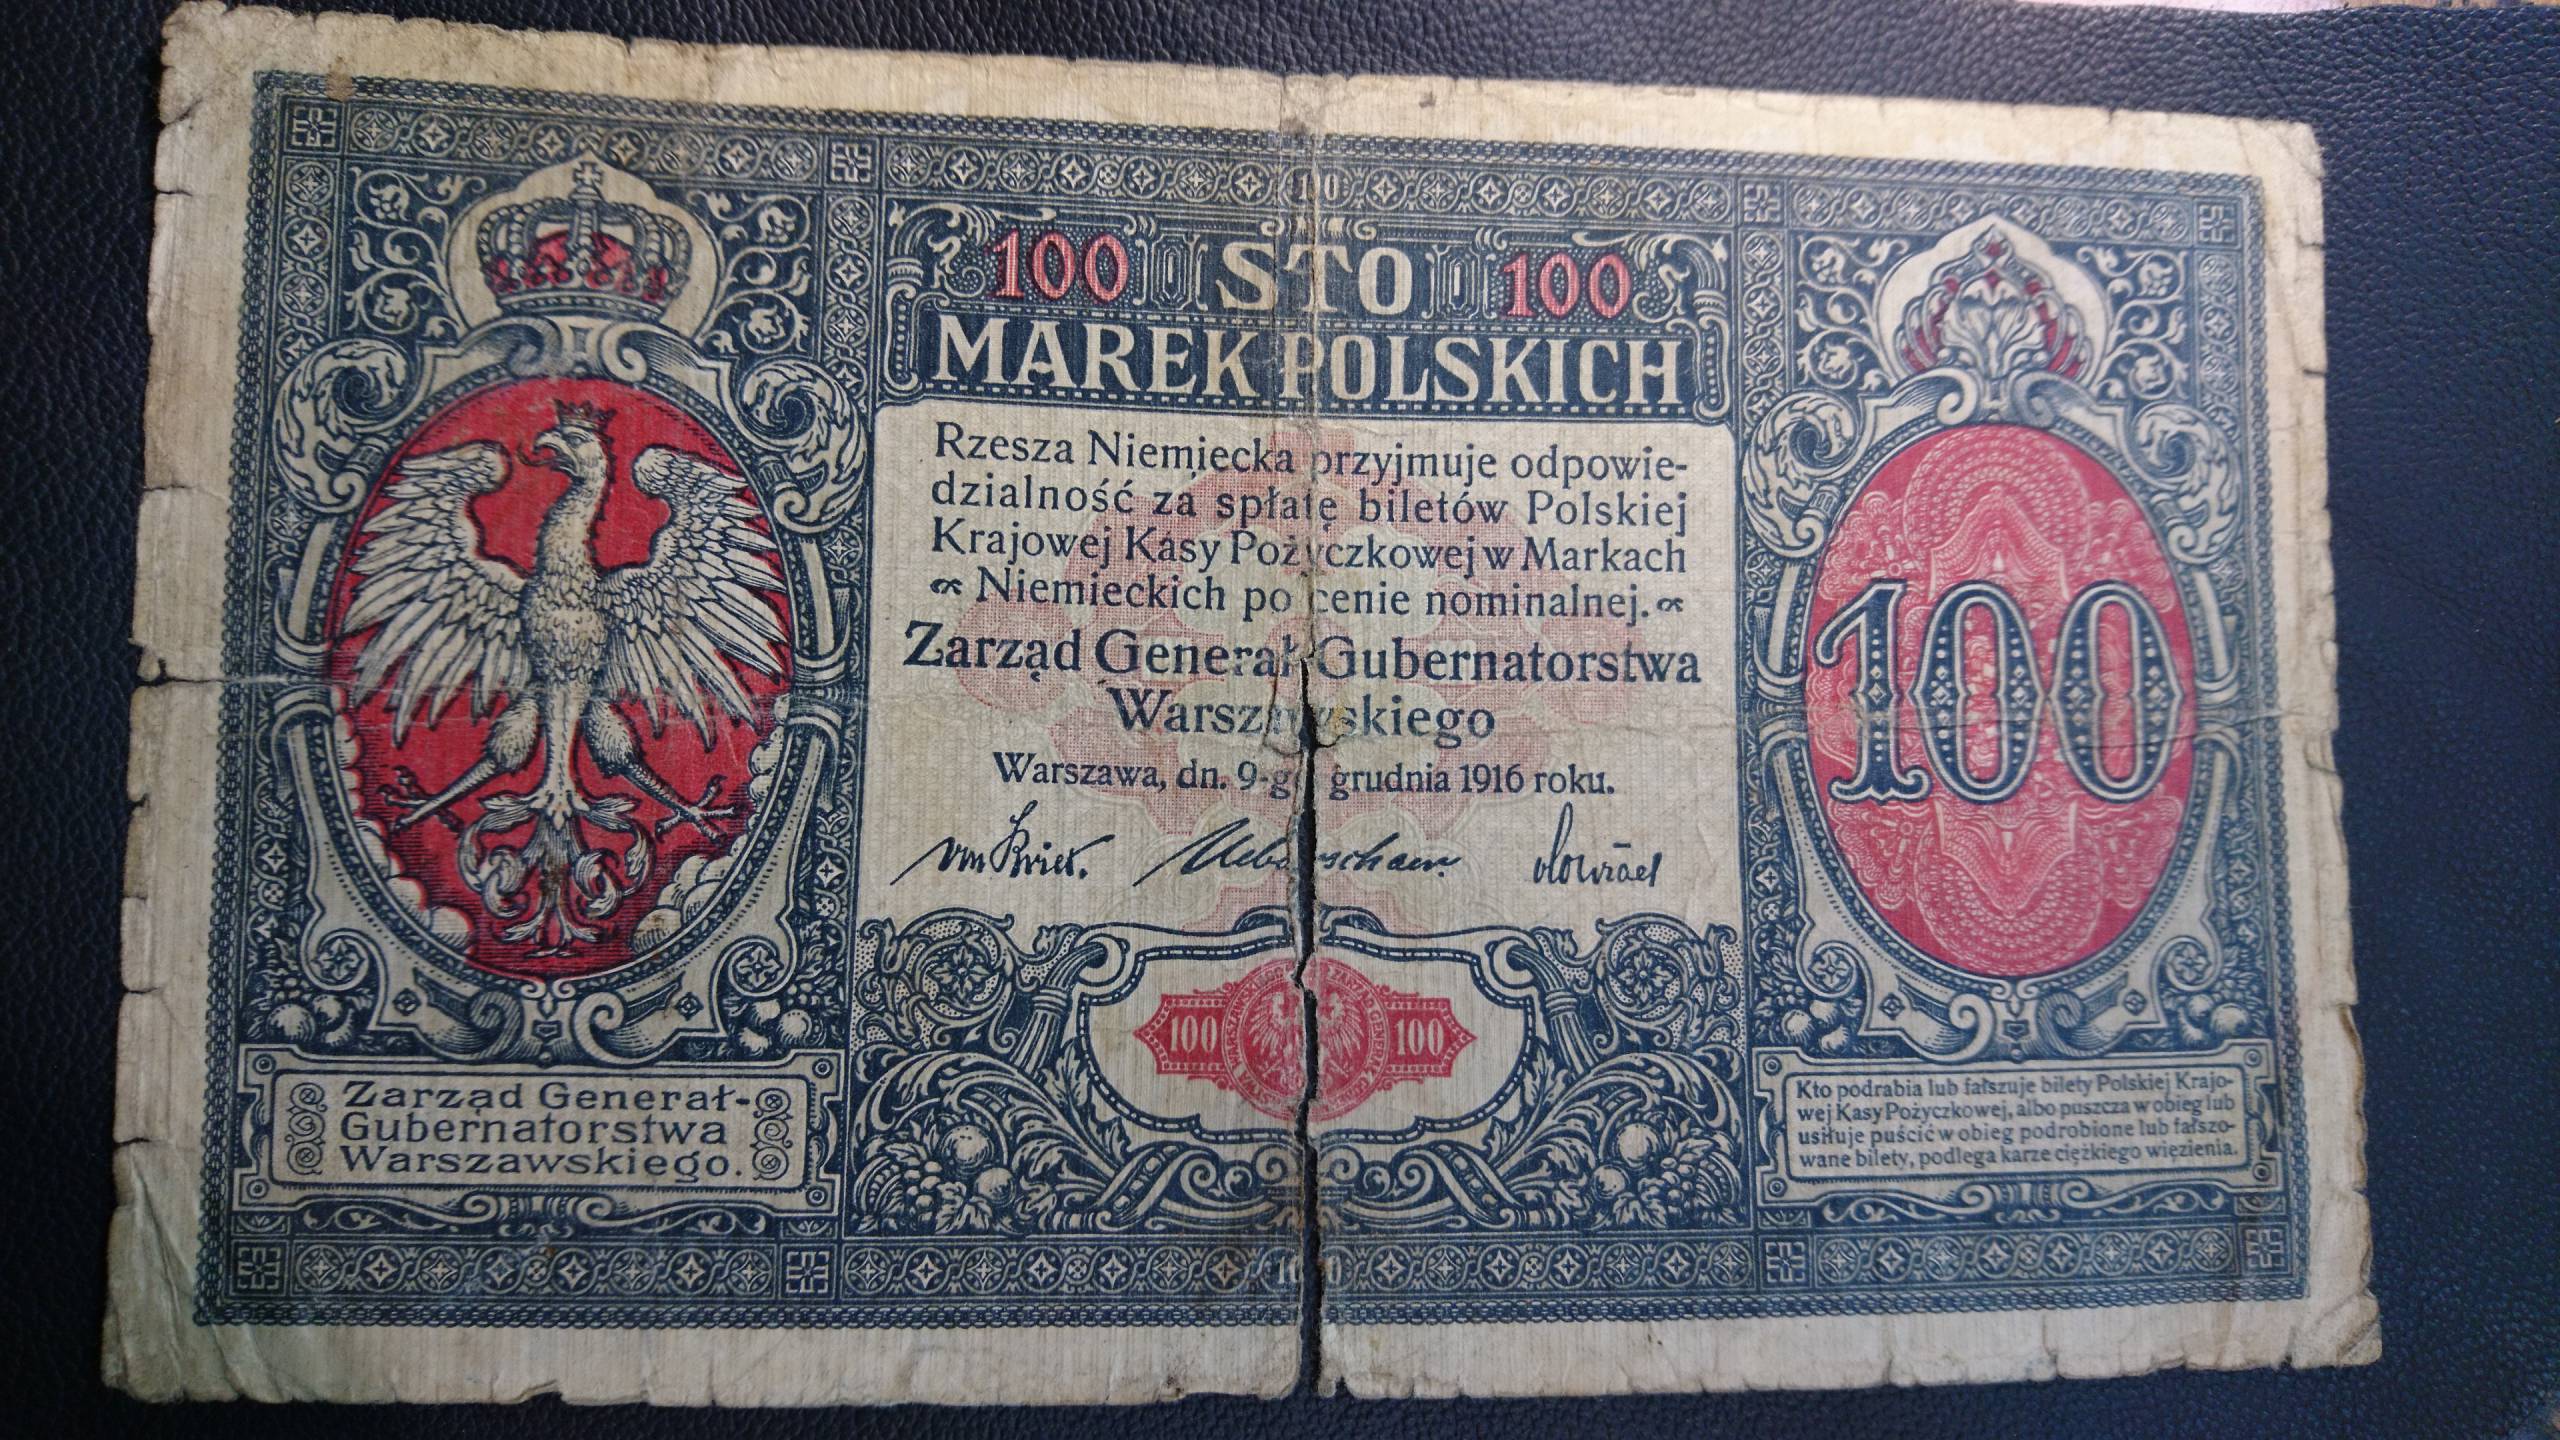 100
100 STO 100
MAREK POLSKICH
Rzesza Niemiecka przyjmuje odpowie-
dzialność za spłatę biletów Polskiej
Krajowej Kasy Pożyczkowej w Markach
Niemieckich po cenie nominalnej.
Zarząd Generał-Gubernatorstwa
Warszawskiego
Warszawa, dn. 9-go grudnia 1916 roku.
100
100 100
Zarząd Generał-
Gubernatorstwa
Warszawskiego.
Kto podrabia lub fałszuje bilety Polskiej Krajo-
wej Kasy Pożyczkowej, albo puszcza w obieg lub
usiłuje puścić w obieg podrobione lub fałszo-
wane bilety, podlega karze ciężkiego więzienia.
100